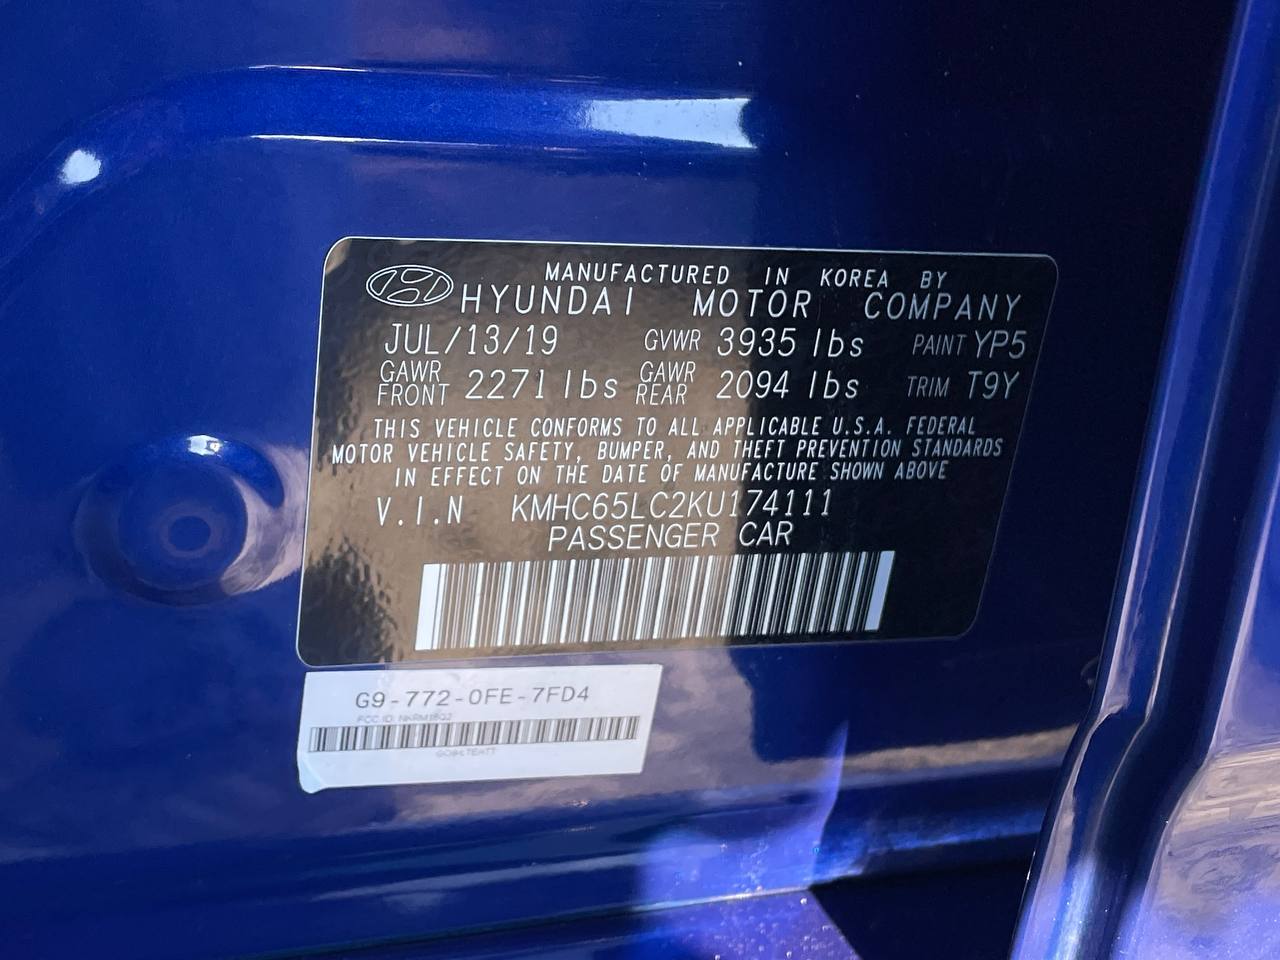 MANUFACTURED IN KOREA BY
HYUNDAI MOTOR COMPANY
JUL/13/19 GVWR 3935 lbs PAINT YP5
GAWR FRONT 2271 lbs GAWR REAR 2094 lbs TRIM T9Y
THIS VEHICLE CONFORMS TO ALL APPLICABLE U.S.A. FEDERAL
MOTOR VEHICLE SAFETY, BUMPER, AND THEFT PREVENTION STANDARDS
IN EFFECT ON THE DATE OF MANUFACTURE SHOWN ABOVE
V.I.N KMHC65LC2KU174111
PASSENGER CAR
G9-772-0FE-7FD4
FCC ID: